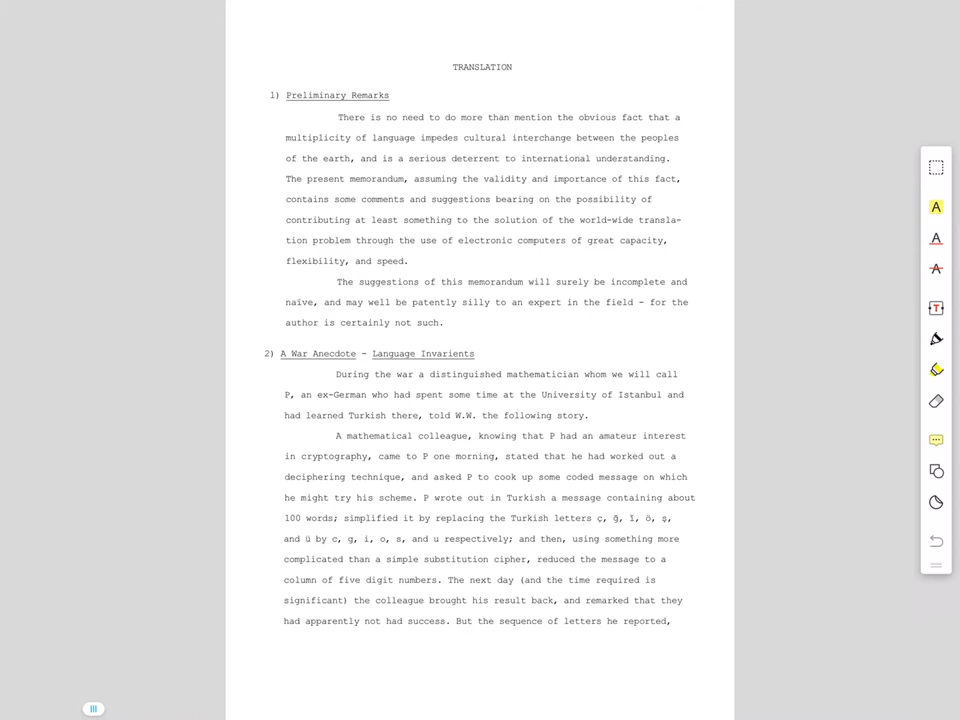 TRANSLATION
1) Preliminary Remarks
There is no need to do more than mention the obvious fact that a
multiplicity of language impedes cultural interchange between the peoples
of the earth, and is a serious deterrent to international understanding.
The present memorandum, assuming the validity and importance of this fact,
contains some comments and suggestions bearing on the possibility of
contributing at least something to the solution of the world-wide transla-
tion problem through the use of electronic computers of great capacity,
flexibility, and speed.
The suggestions of this memorandum will surely be incomplete and
naïve, and may well be patently silly to an expert in the field - for the
author is certainly not such.
2) A War Anecdote - Language Invarients
During the war a distinguished mathematician whom we will call
P, an ex-German who had spent some time at the University of Istanbul and
had learned Turkish there, told W.W. the following story.
A mathematical colleague, knowing that P had an amateur interest
in cryptography, came to P one morning, stated that he had worked out a
deciphering technique, and asked P to cook up some coded message on which
he might try his scheme. P wrote out in Turkish a message containing about
100 words; simplified it by replacing the Turkish letters ç, ğ, ĭ, ö, ş,
and ü by c, g, i, o, s, and u respectively; and then, using something more
complicated than a simple substitution cipher, reduced the message to a
column of five digit numbers. The next day (and the time required is
significant) the colleague brought his result back, and remarked that they
had apparently not had success. But the sequence of letters he reported,
A
A
A
T